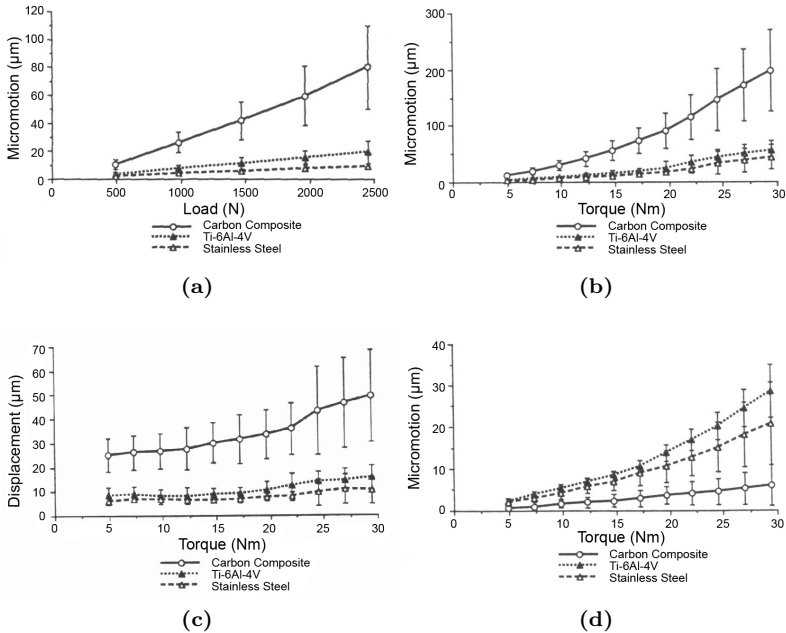 120
100
80
60
40
20
0
Micromotion (µm)
0 500 1000 1500 2000 2500
Load (N)
Carbon Composite
Ti-6Al-4V
Stainless Steel
(a)
300
200
100
0
Micromotion (µm)
0 5 10 15 20 25 30
Torque (Nm)
Carbon Composite
Ti-6Al-4V
Stainless Steel
(b)
70
60
50
40
30
20
10
0
Displacement (µm)
0 5 10 15 20 25 30
Torque (Nm)
Carbon Composite
Ti-6Al-4V
Stainless Steel
(c)
40
30
20
10
0
Micromotion (µm)
0 5 10 15 20 25 30
Torque (Nm)
Carbon Composite
Ti-6Al-4V
Stainless Steel
(d)